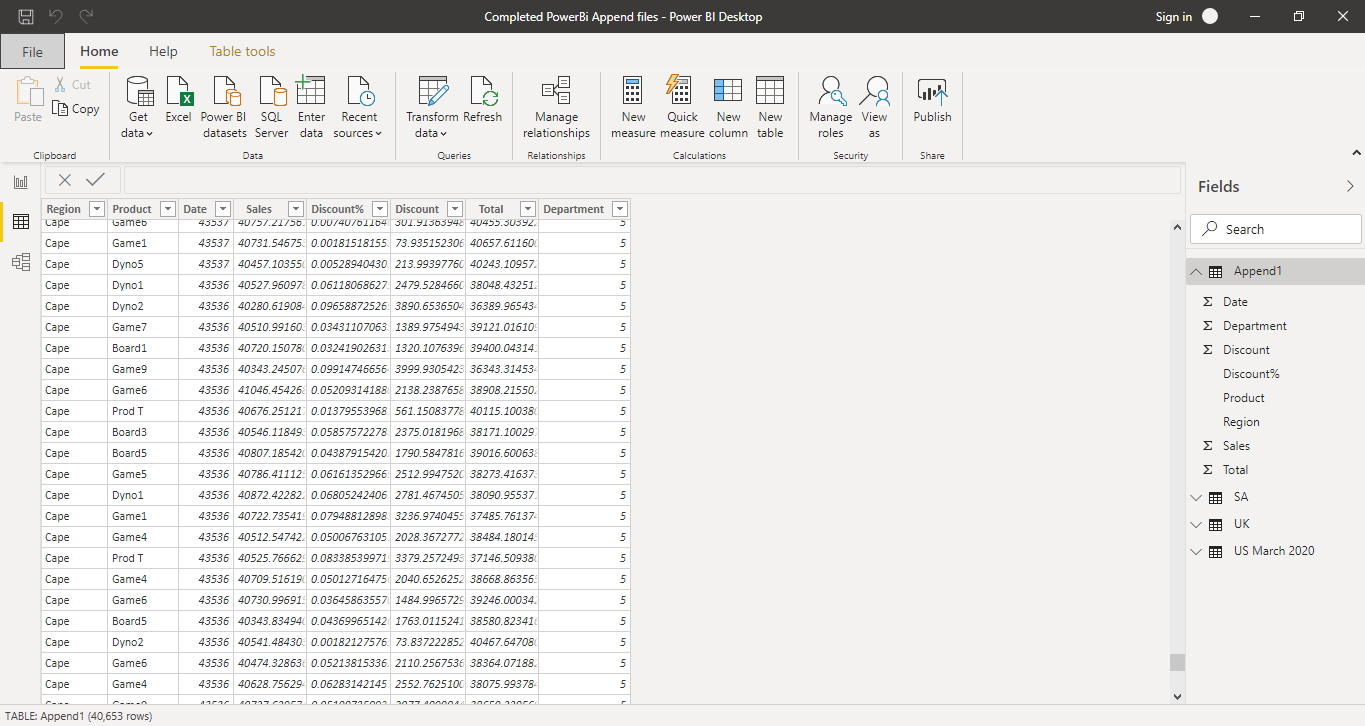 Completed PowerBi Append files - Power BI Desktop
Sign in
File Home Help Table tools
Paste Cut Copy
Get data Excel Power BI datasets SQL Server Enter data Recent sources
Transform data Refresh Manage relationships
New measure Quick measure New column New table
Manage roles View as Publish
Clipboard Data Queries Relationships Calculations Security Share
Region Product Date Sales Discount% Discount Total Department
Cape Game6 43537 40757.21756 0.00740761164 301.91363948 40455.30392 5
Cape Game1 43537 40731.54675 0.00181518155 73.935152306 40657.61160 5
Cape Dyno5 43537 40457.10355 0.00528940430 213.99397760 40243.10957 5
Cape Dyno1 43536 40527.96097 0.06118068627 2479.5284660 38048.43251 5
Cape Dyno2 43536 40280.61908 0.09658872526 3890.6536504 36389.96543 5
Cape Game7 43536 40510.99160 0.03431107063 1389.9754943 39121.01610 5
Cape Board1 43536 40720.15078 0.03241902631 1320.1076396 39400.04314 5
Cape Game9 43536 40343.24507 0.09914746656 3999.9305423 36343.31453 5
Cape Game6 43536 41046.45426 0.05209314188 2138.2387658 38908.21550 5
Cape Prod T 43536 40676.25121 0.01379553968 561.15083778 40115.10038 5
Cape Board3 43536 40546.11849 0.05857572278 2375.0181968 38171.10029 5
Cape Board5 43536 40807.18542 0.04387915420 1790.5847816 39016.60063 5
Cape Game5 43536 40786.41112 0.06161352966 2512.9947520 38273.41637 5
Cape Dyno1 43536 40872.42282 0.06805242406 2781.4674505 38090.95537 5
Cape Game1 43536 40722.73541 0.07948812898 3236.9740455 37485.76137 5
Cape Game4 43536 40512.54742 0.05006763105 2028.3672772 38484.18014 5
Cape Prod T 43536 40525.76662 0.08338539971 3379.2572493 37146.50938 5
Cape Game4 43536 40709.51619 0.05012716475 2040.6526252 38668.86356 5
Cape Game6 43536 40730.99691 0.03645863557 1484.9965729 39246.00034 5
Cape Board5 43536 40343.83494 0.04369965142 1763.0115241 38580.82341 5
Cape Dyno2 43536 40541.48430 0.00182127576 73.837222852 40467.64708 5
Cape Game6 43536 40474.32863 0.05213815336 2110.2567536 38364.07188 5
Cape Game4 43536 40628.75629 0.06283142145 2552.7625100 38075.99378 5
Fields
Search
Append1
Date
Department
Discount
Discount%
Product
Region
Sales
Total
SA
UK
US March 2020
TABLE: Append1 (40,653 rows)